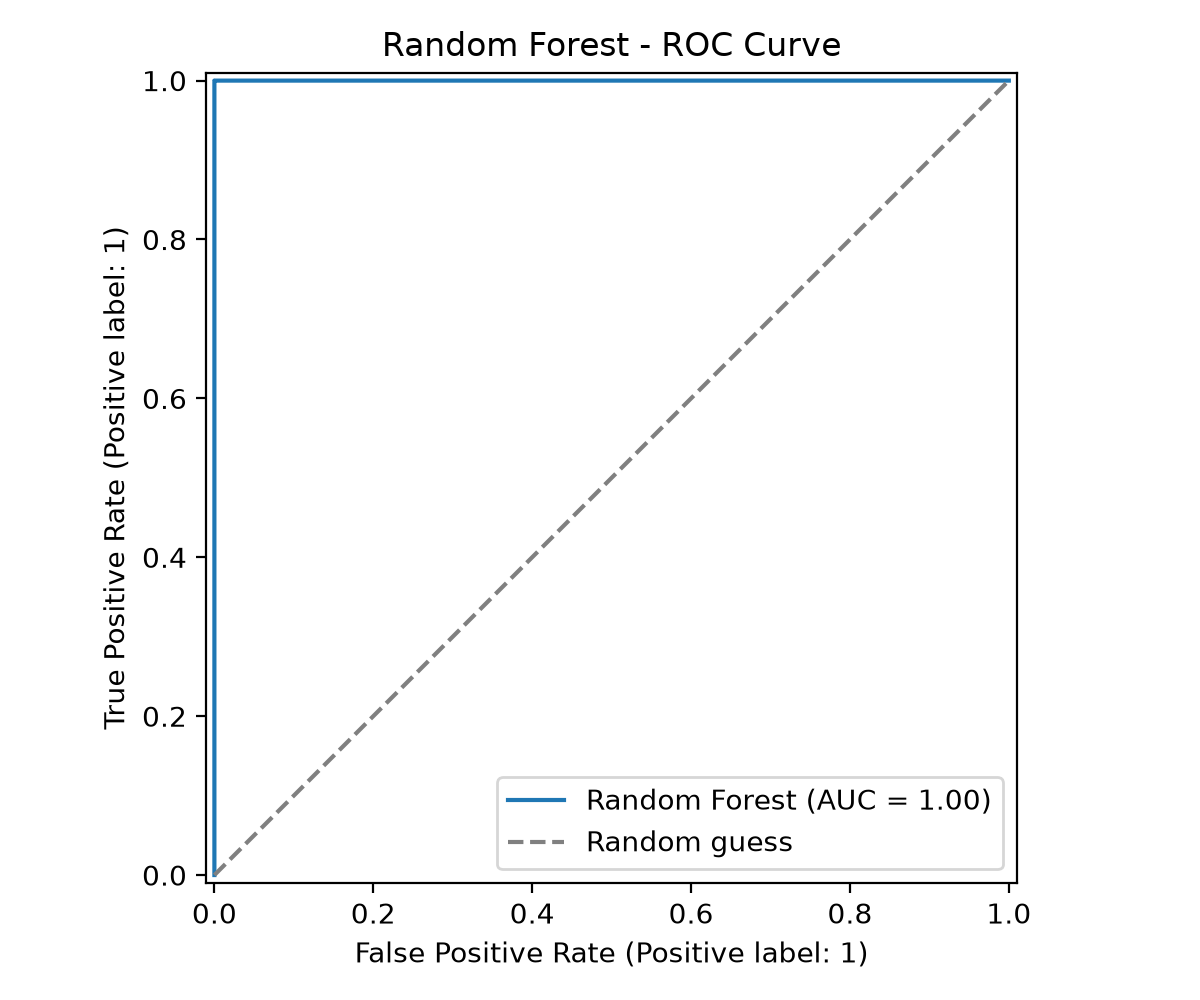 Random Forest - ROC Curve
True Positive Rate (Positive label: 1)
1.0
0.8
0.6
0.4
0.2
0.0
Random Forest (AUC = 1.00)
Random guess
0.0 0.2 0.4 0.6 0.8 1.0
False Positive Rate (Positive label: 1)